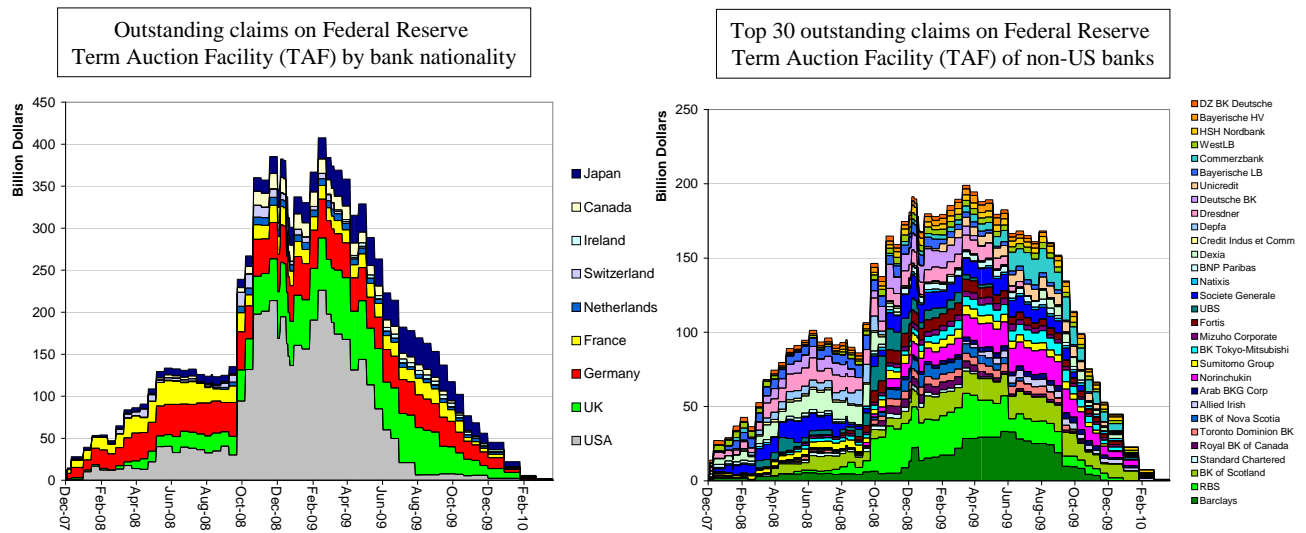 Outstanding claims on Federal Reserve
Term Auction Facility (TAF) by bank nationality
Billion Dollars
450
400
350
300
250
200
150
100
50
0
Dec-07
Feb-08
Apr-08
Jun-08
Aug-08
Oct-08
Dec-08
Feb-09
Apr-09
Jun-09
Aug-09
Oct-09
Dec-09
Feb-10
Japan
Canada
Ireland
Switzerland
Netherlands
France
Germany
UK
USA
Top 30 outstanding claims on Federal Reserve
Term Auction Facility (TAF) of non-US banks
Billion Dollars
250
200
150
100
50
0
Dec-07
Feb-08
Apr-08
Jun-08
Aug-08
Oct-08
Dec-08
Feb-09
Apr-09
Jun-09
Aug-09
Oct-09
Dec-09
Feb-10
DZ BK Deutsche
Bayerische HV
HSH Nordbank
WestLB
Commerzbank
Bayerische LB
Unicredit
Deutsche BK
Dresdner
Depfa
Credit Indus et Comm
Dexia
BNP Paribas
Natixis
Societe Generale
UBS
Fortis
Mizuho Corporate
BK Tokyo-Mitsubishi
Sumitomo Group
Norinchukin
Arab BKG Corp
Allied Irish
BK of Nova Scotia
Toronto Dominion BK
Royal BK of Canada
Standard Chartered
BK of Scotland
RBS
Barclays